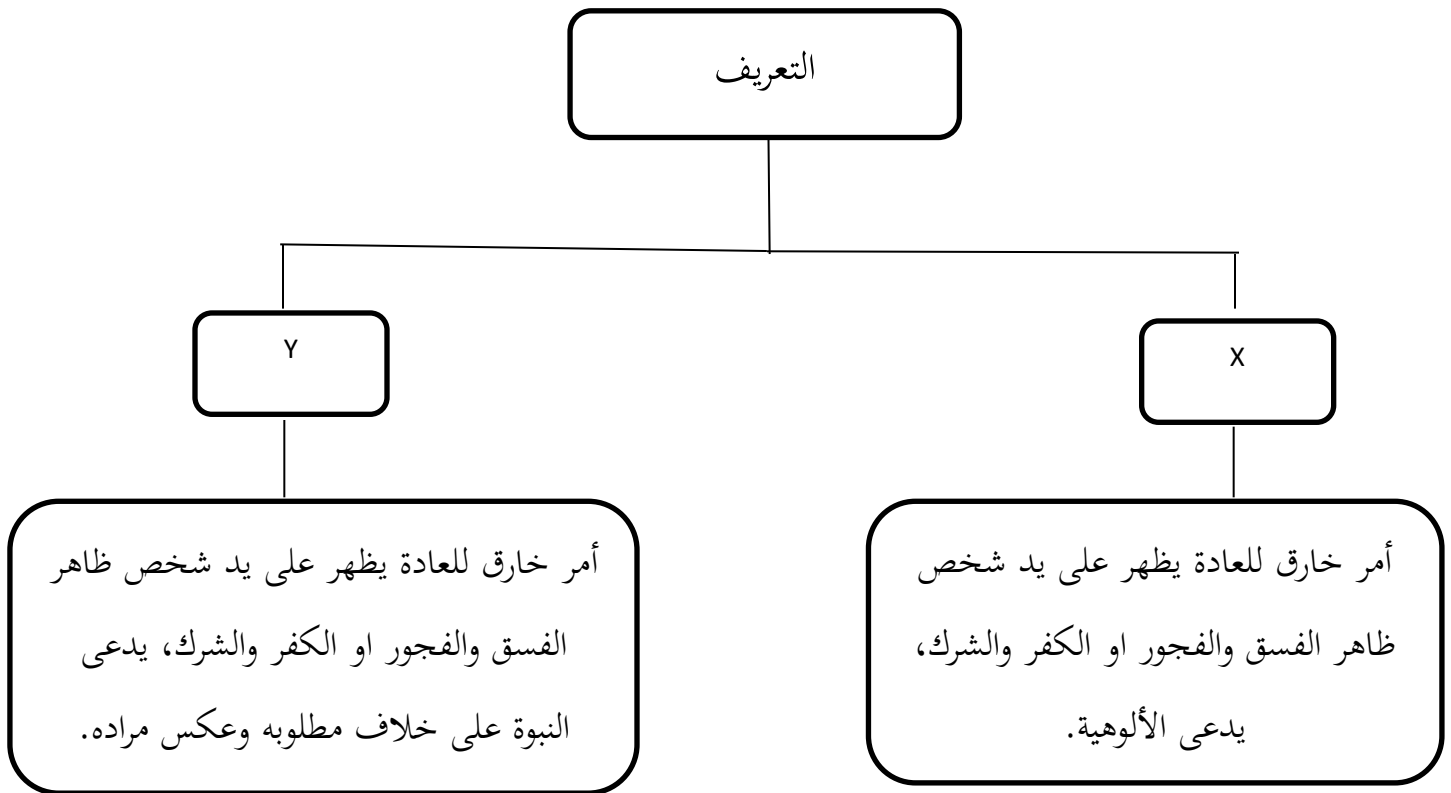 التعريف
X
Y
أمر خارق للعادة يظهر على يد شخص
ظاهر الفسق والفجور او الكفر والشرك،
يدعى الألوهية.
أمر خارق للعادة يظهر على يد شخص ظاهر
الفسق والفجور او الكفر والشرك، يدعى
النبوة على خلاف مطلوبه وعكس مراده.